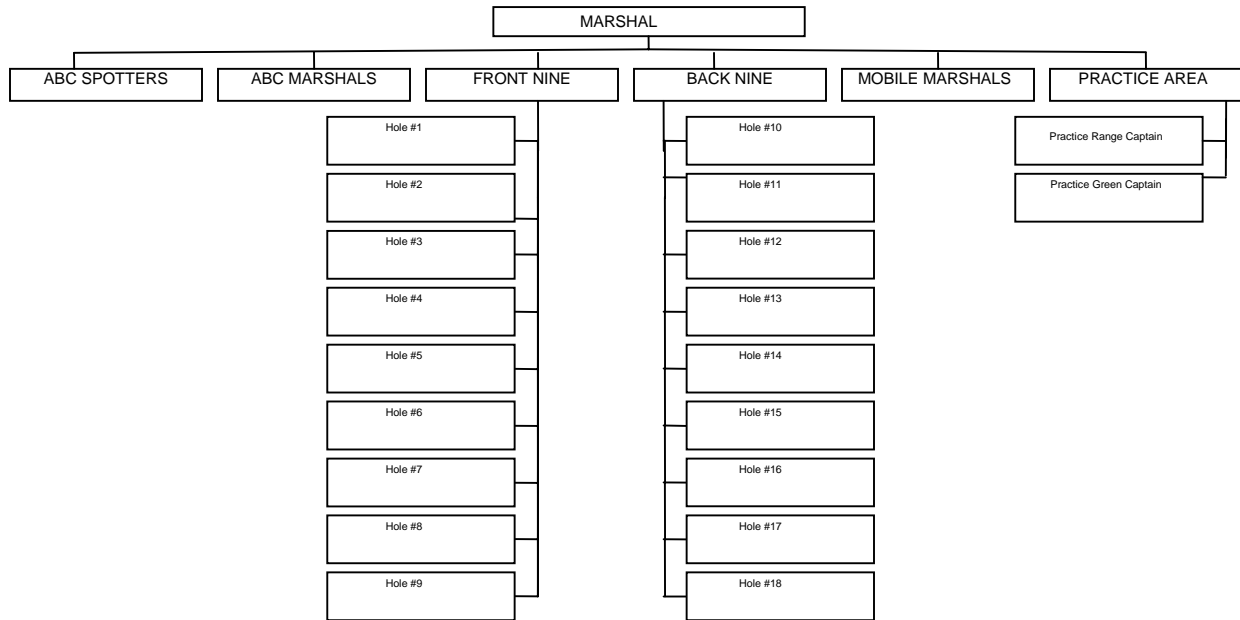 MARSHAL
ABC SPOTTERS
ABC MARSHALS
FRONT NINE
BACK NINE
MOBILE MARSHALS
PRACTICE AREA
Hole #1
Hole #2
Hole #3
Hole #4
Hole #5
Hole #6
Hole #7
Hole #8
Hole #9
Hole #10
Hole #11
Hole #12
Hole #13
Hole #14
Hole #15
Hole #16
Hole #17
Hole #18
Practice Range Captain
Practice Green Captain